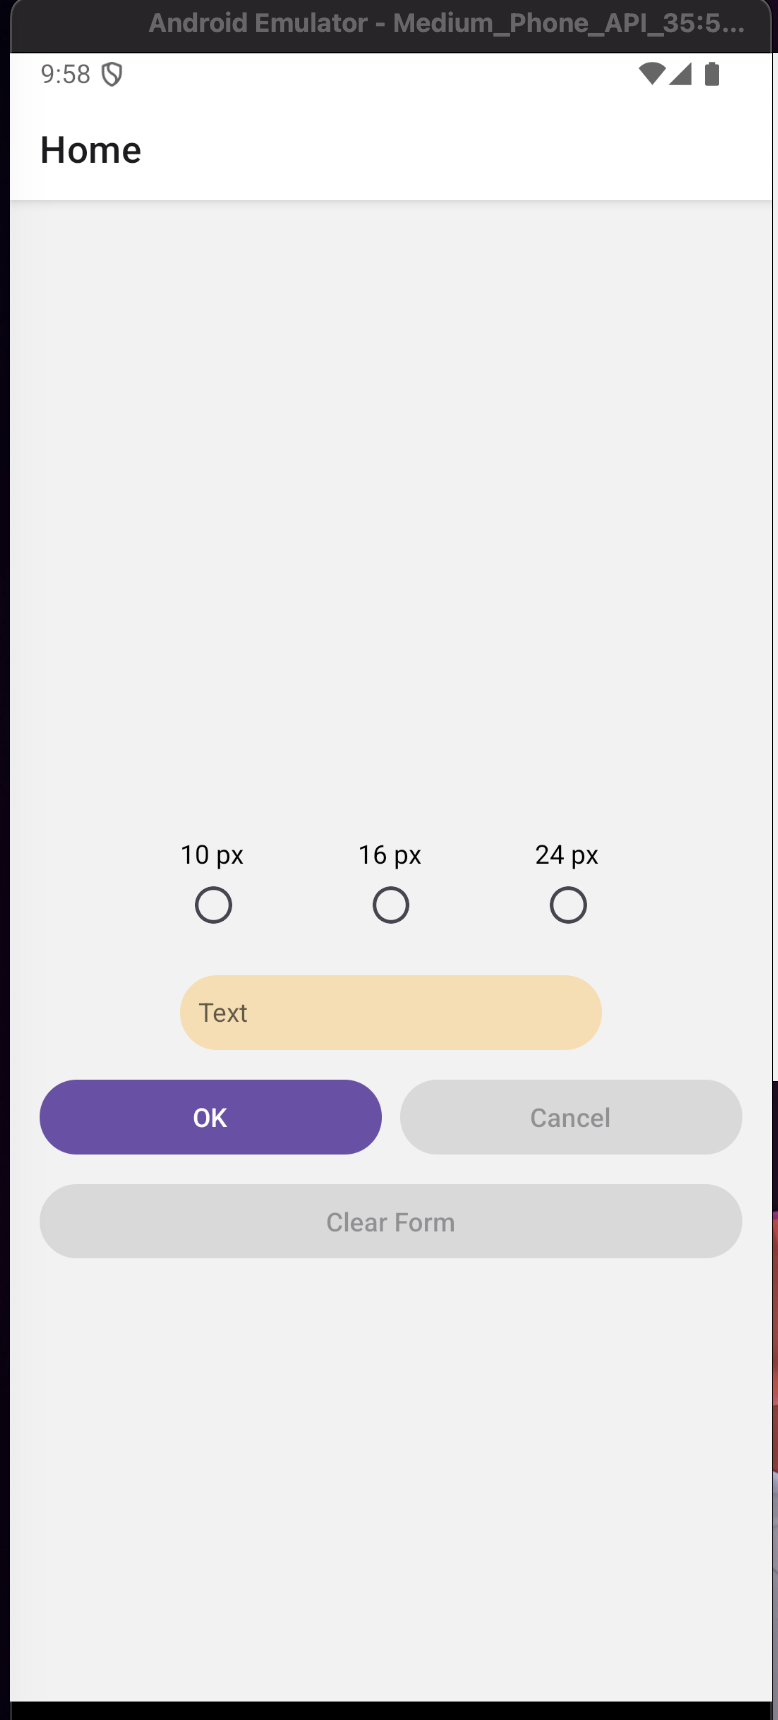 Android Emulator - Medium_Phone_API_35:5...
9:58
Home
10 px 16 px 24 px
Text
OK Cancel
Clear Form